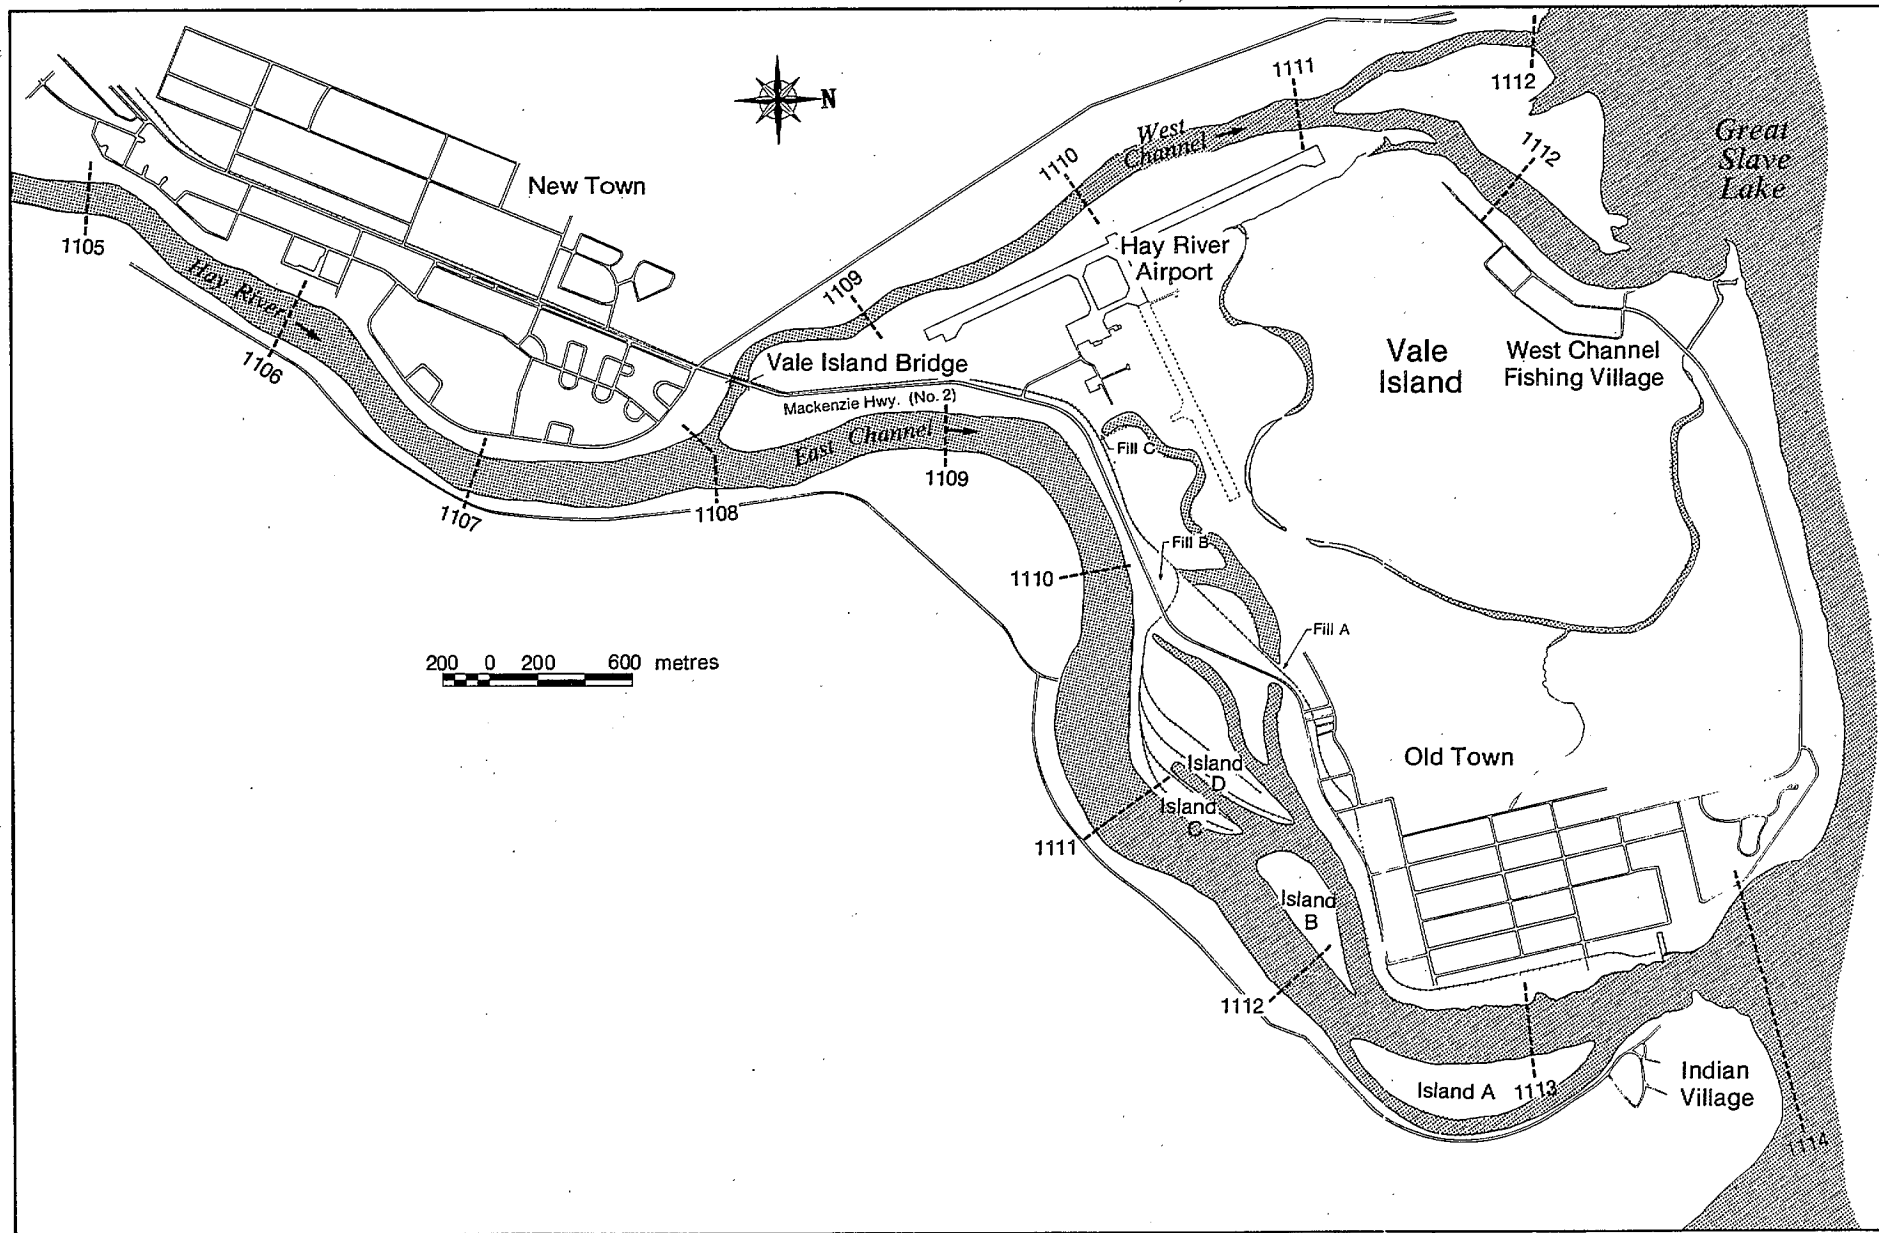 1112
1111
Great
Slave
Lake
N
West
Channel
1112
1110
New Town
1105
Hay River
Airport
Hay River
1109
Vale
Island
West Channel
Fishing Village
1106
Vale Island Bridge
Mackenzie Hwy. (No. 2)
East Channel
Fill C
1109
1107
1108
Fill B
1110
Fill A
200 0 200 600 metres
Old Town
Island
D
Island
C
1111
Island
B
1112
Indian
Village
Island A
1113
1114